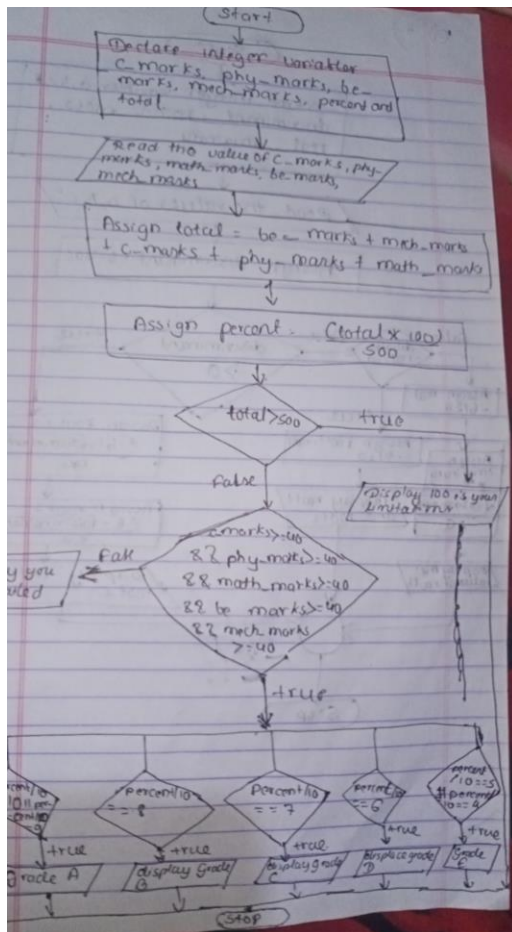 Start
Declare integer variables
c_marks, phy_marks, be_
marks, mech_marks, percent and
total
Read the value of c_marks, phy_
marks, math_marks, be_marks,
mech_marks
Assign total = be_marks + mech_marks
+ c_marks + phy_marks + math_marks
Assign percent. (total x 100)
500
total>500
true
False
Display 100 is your
c_marks>=40
&& phy_marks>=40
&& math_marks>=40
&& be marks>=40
&& mech_marks
>=40
y you
true
percent/10
== 8
percent/10
== 7
percent/10
==6
percent
/10==5
percent/
10==4
true
true
true
true
true
grade A
display Grade
B
display grade
C
grade
D
Grade
STOP